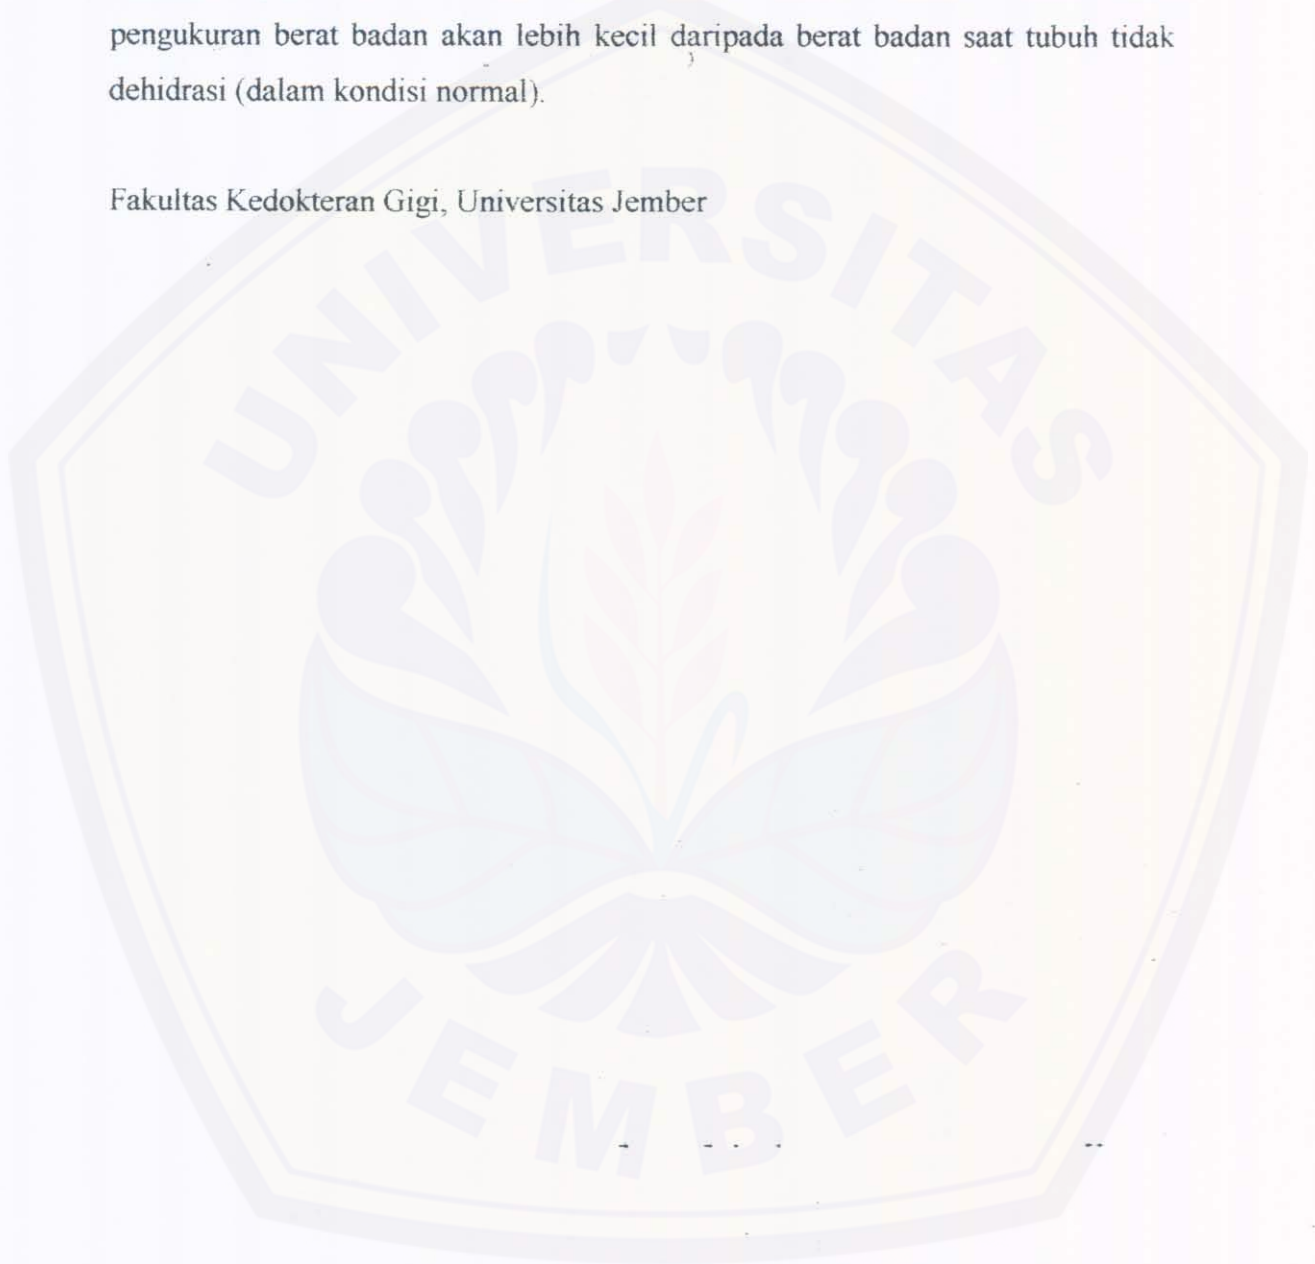 pengukuran berat badan akan lebih kecil daripada berat badan saat tubuh tidak
dehidrasi (dalam kondisi normal).
Fakultas Kedokteran Gigi, Universitas Jember
UNIVERSITAS
JEMBER